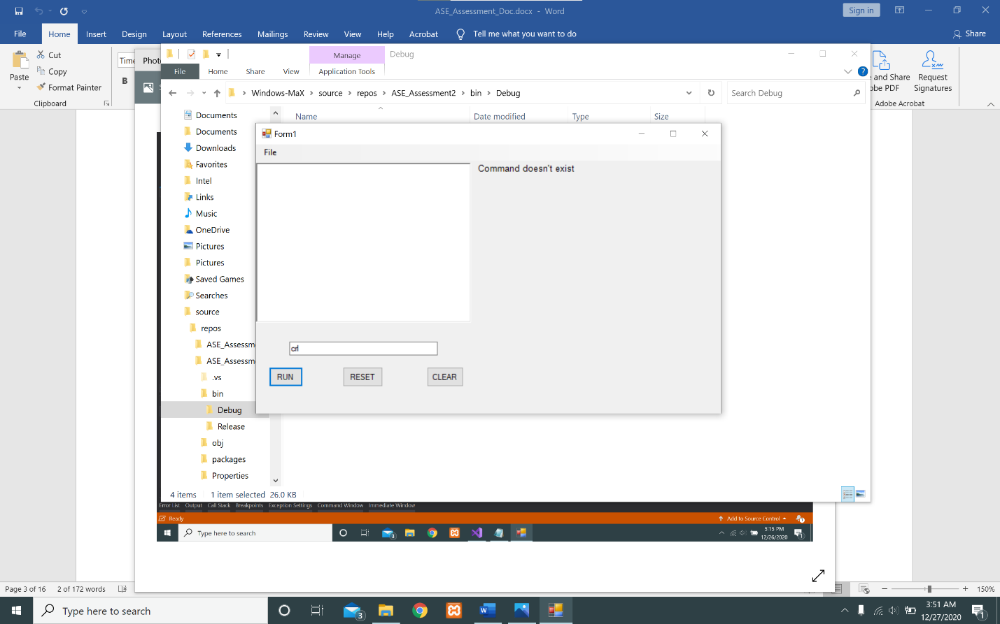 ASE_Assessment_Doc.docx - Word
Sign in
File Home Insert Design Layout References Mailings Review View Help Acrobat Tell me what you want to do Share
Cut
Copy
Paste
Format Painter
Clipboard
B
Manage Debug
File Home Share View Application Tools
and Share Request
Signatures
Adobe Acrobat
Windows-MaX source repos ASE_Assessment2 bin Debug
Search Debug
Name Date modified Type Size
Documents
Documents
Downloads
Favorites
Intel
Links
Music
OneDrive
Pictures
Pictures
Saved Games
Searches
source
repos
ASE_Assessm
ASE_Assessm
.vs
bin
Debug
Release
obj
packages
Properties
4 items 1 item selected 26.0 KB
Form1
File
Command doesn't exist
crl
RUN RESET CLEAR
Error List Output Call Stack Breakpoints Exception Settings Command Window Immediate Window
Ready Add to Source Control 1
Type here to search 3 5:15 PM
12/26/2020 1
Page 3 of 16 2 of 172 words 150%
Type here to search 3 3:51 AM
12/27/2020 1